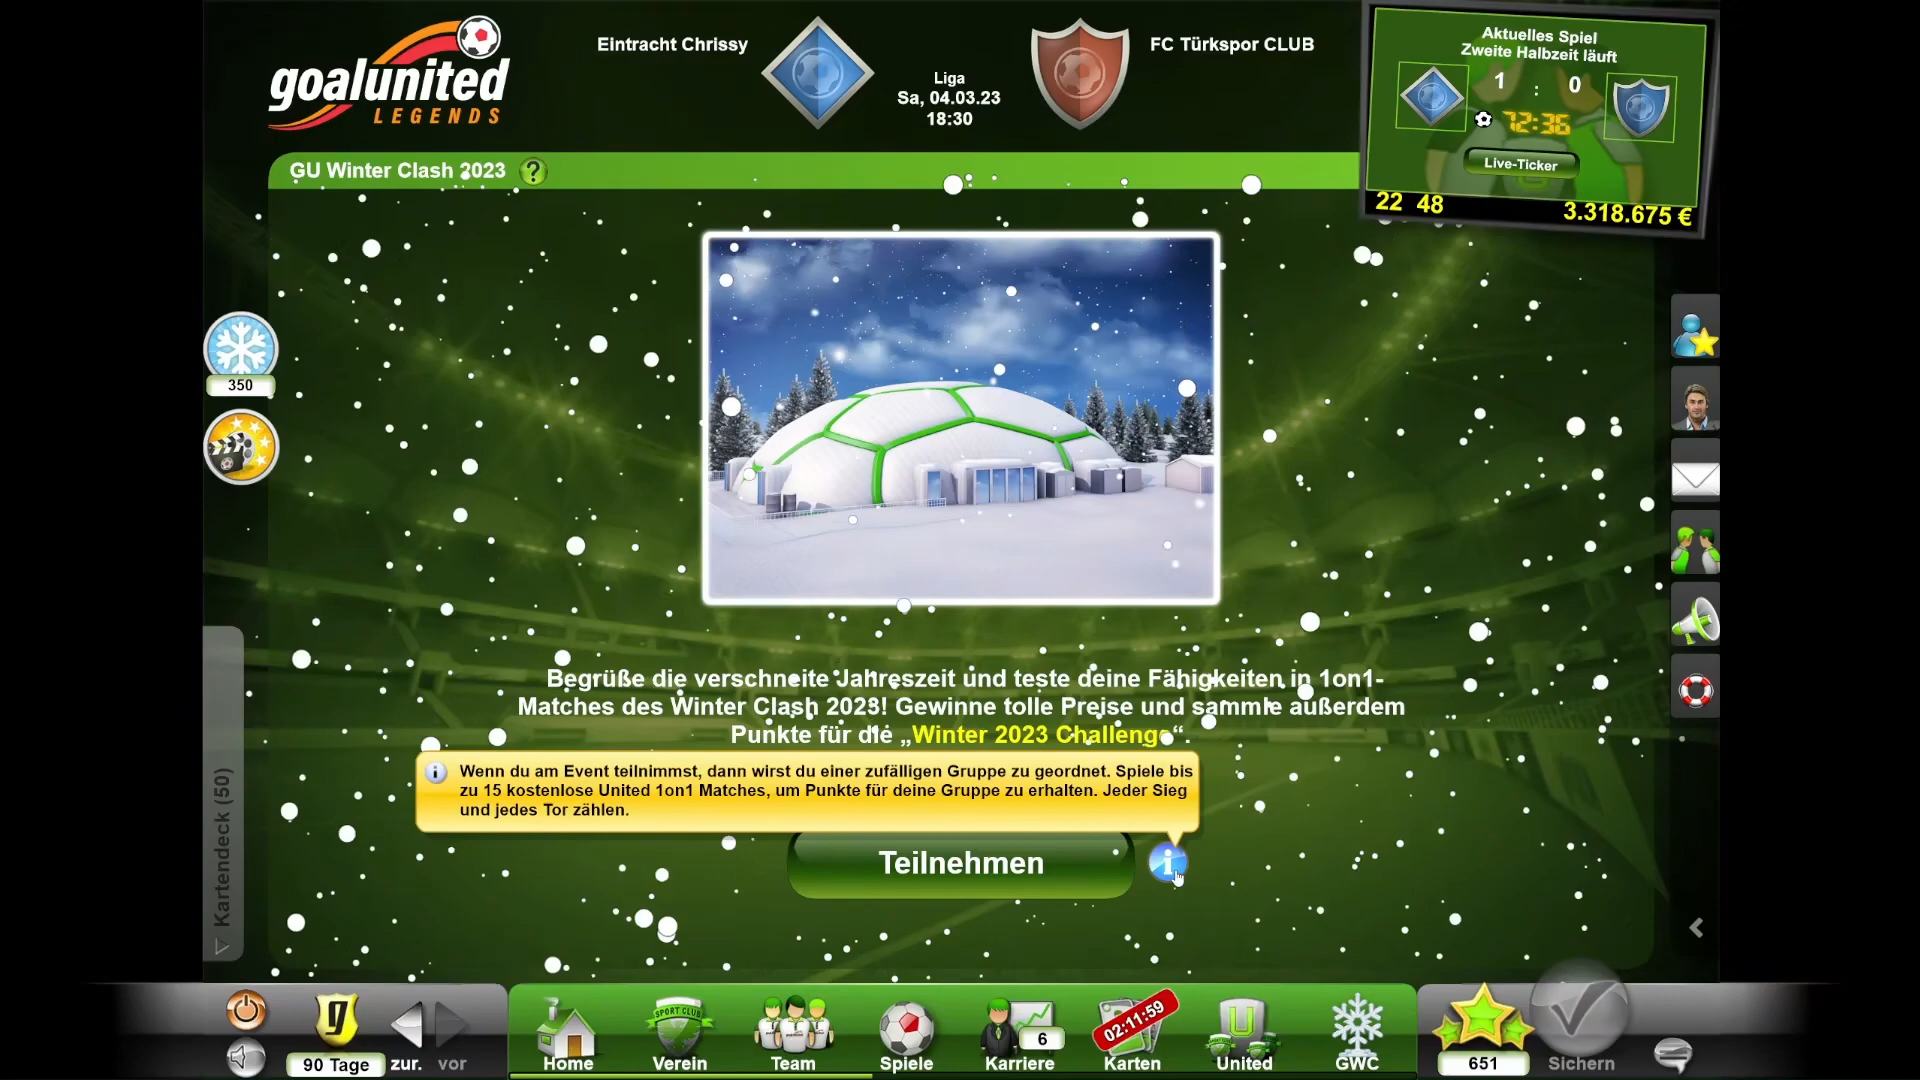 goalunited
LEGENDS
Eintracht Chrissy
Liga
Sa, 04.03.23
18:30
FC Türkspor CLUB
Aktuelles Spiel
Zweite Halbzeit läuft
1 : 0
72:36
Live-Ticker
22 48
3.318.675 €
GU Winter Clash 2023 ?
350
Begrüße die verschneite Jahreszeit und teste deine Fähigkeiten in 1on1-
Matches des Winter Clash 2023! Gewinne tolle Preise und sammle außerdem
Punkte für die „Winter 2023 Challenge“.
Wenn du am Event teilnimmst, dann wirst du einer zufälligen Gruppe zu geordnet. Spiele bis
zu 15 kostenlose United 1on1 Matches, um Punkte für deine Gruppe zu erhalten. Jeder Sieg
und jedes Tor zählen.
Teilnehmen
Kartendeck (50)
g
90 Tage
zur.
vor
Home
SPORT CLUB
Verein
Team
Spiele
6
Karriere
02:11:59
Karten
U
United
GWC
651
Sichern